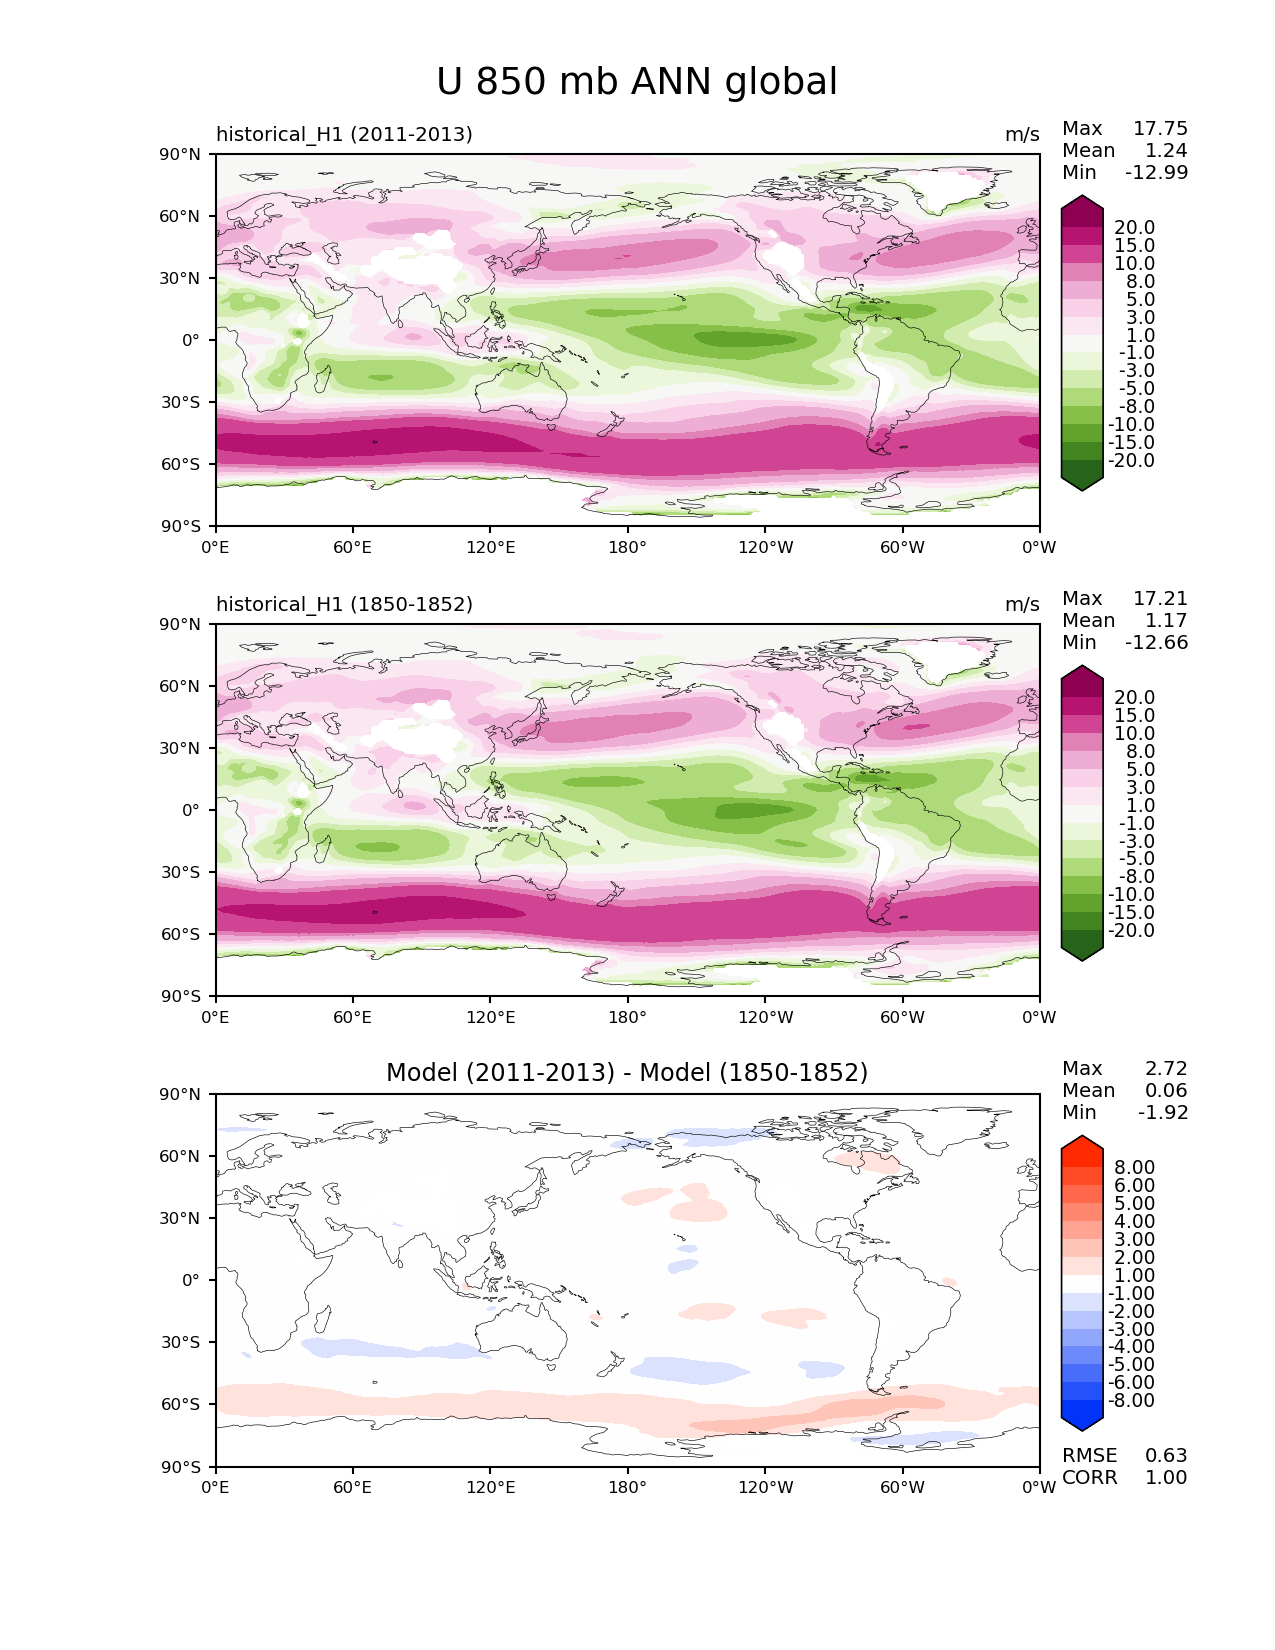 U 850 mb ANN global
historical_H1 (2011-2013) m/s
Max 17.75
Mean 1.24
Min -12.99
90°N
60°N
30°N
0°
30°S
60°S
90°S
0°E 60°E 120°E 180° 120°W 60°W 0°W
20.0
15.0
10.0
8.0
5.0
3.0
1.0
-1.0
-3.0
-5.0
-8.0
-10.0
-15.0
-20.0
historical_H1 (1850-1852) m/s
Max 17.21
Mean 1.17
Min -12.66
90°N
60°N
30°N
0°
30°S
60°S
90°S
0°E 60°E 120°E 180° 120°W 60°W 0°W
20.0
15.0
10.0
8.0
5.0
3.0
1.0
-1.0
-3.0
-5.0
-8.0
-10.0
-15.0
-20.0
Model (2011-2013) - Model (1850-1852)
Max 2.72
Mean 0.06
Min -1.92
90°N
60°N
30°N
0°
30°S
60°S
90°S
0°E 60°E 120°E 180° 120°W 60°W 0°W
8.00
6.00
5.00
4.00
3.00
2.00
1.00
-1.00
-2.00
-3.00
-4.00
-5.00
-6.00
-8.00
RMSE 0.63
CORR 1.00